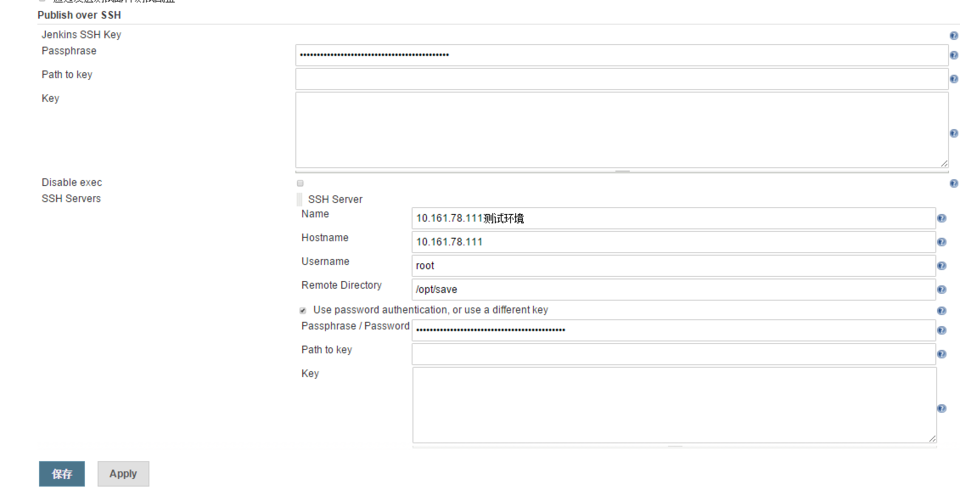 Publish over SSH
Jenkins SSH Key
Passphrase ••••••••••••••••••••••••••••••••••••••••••••
Path to key
Key
Disable exec
SSH Servers
SSH Server
Name 10.161.78.111测试环境
Hostname 10.161.78.111
Username root
Remote Directory /opt/save
Use password authentication, or use a different key
Passphrase / Password ••••••••••••••••••••••••••••••••••••••••••••
Path to key
Key
保存 Apply